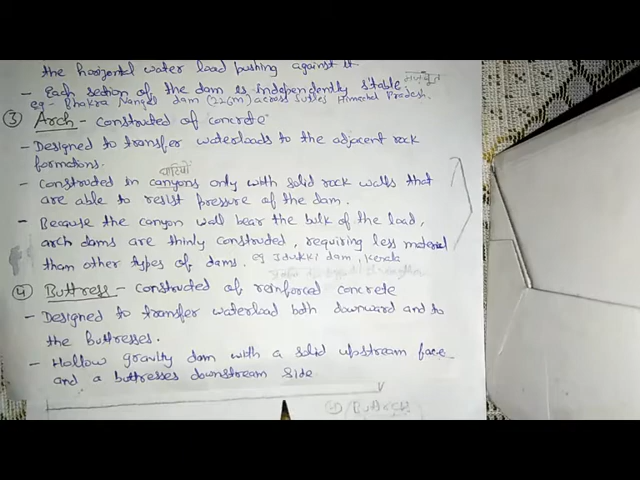 the horizontal water load pushing against it
- Each section of the dam is independently stable. मजबूत
eg - Bhakra Nangal dam (226m) across Sutlej Himachal Pradesh.
③ Arch - constructed of concrete
- Designed to transfer waterloads to the adjacent rock
formations.
घाटियों
- Constructed in canyons only with solid rock walls that
are able to resist pressure of the dam.
- Because the canyon wall bear the bulk of the load,
arch dams are thinly constructed, requiring less material
than other types of dams. eg Idukki dam, Kerala
④ Buttress - constructed of reinforced concrete
- Designed to transfer waterload both downward and to
the buttresses.
- Hollow gravity dam with a solid upstream face
and a buttresses downstream side